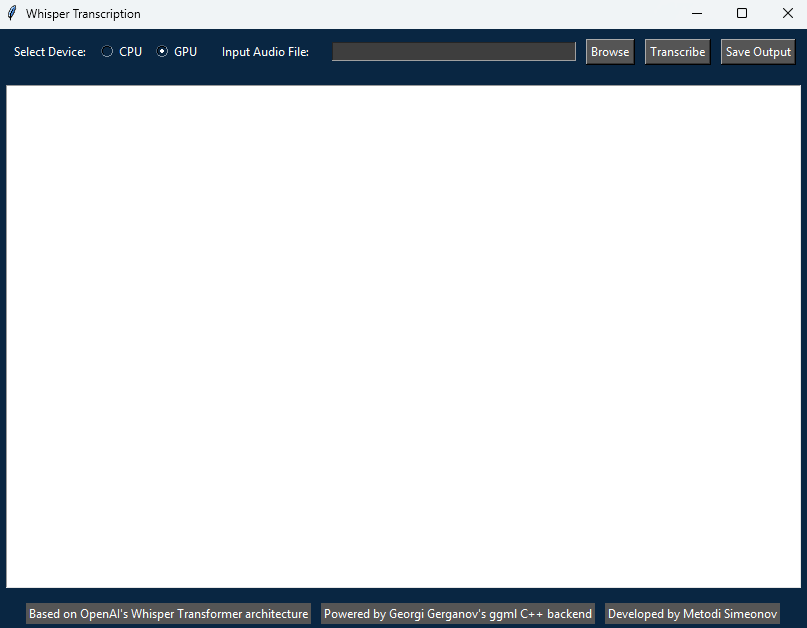 Whisper Transcription
Select Device: CPU GPU Input Audio File: Browse Transcribe Save Output
Based on OpenAI's Whisper Transformer architecture Powered by Georgi Gerganov's ggml C++ backend Developed by Metodi Simeonov